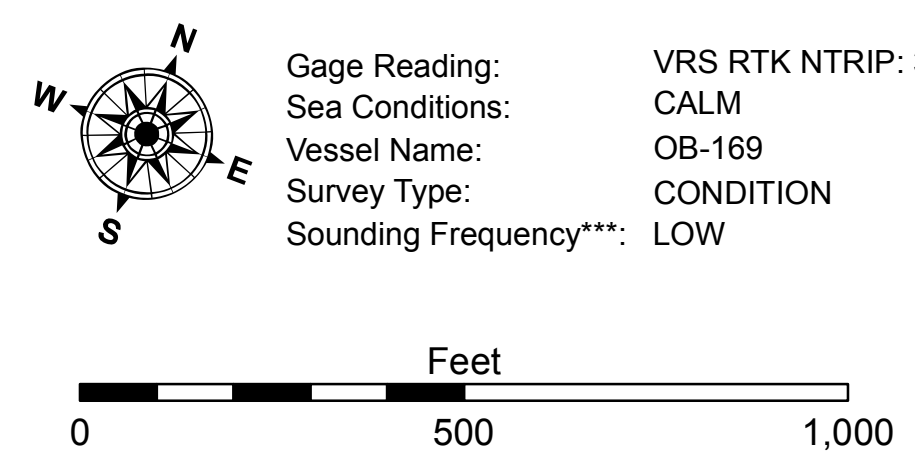 N
W
E
S
Gage Reading: VRS RTK NTRIP:
Sea Conditions: CALM
Vessel Name: OB-169
Survey Type: CONDITION
Sounding Frequency***: LOW
Feet
0 500 1,000